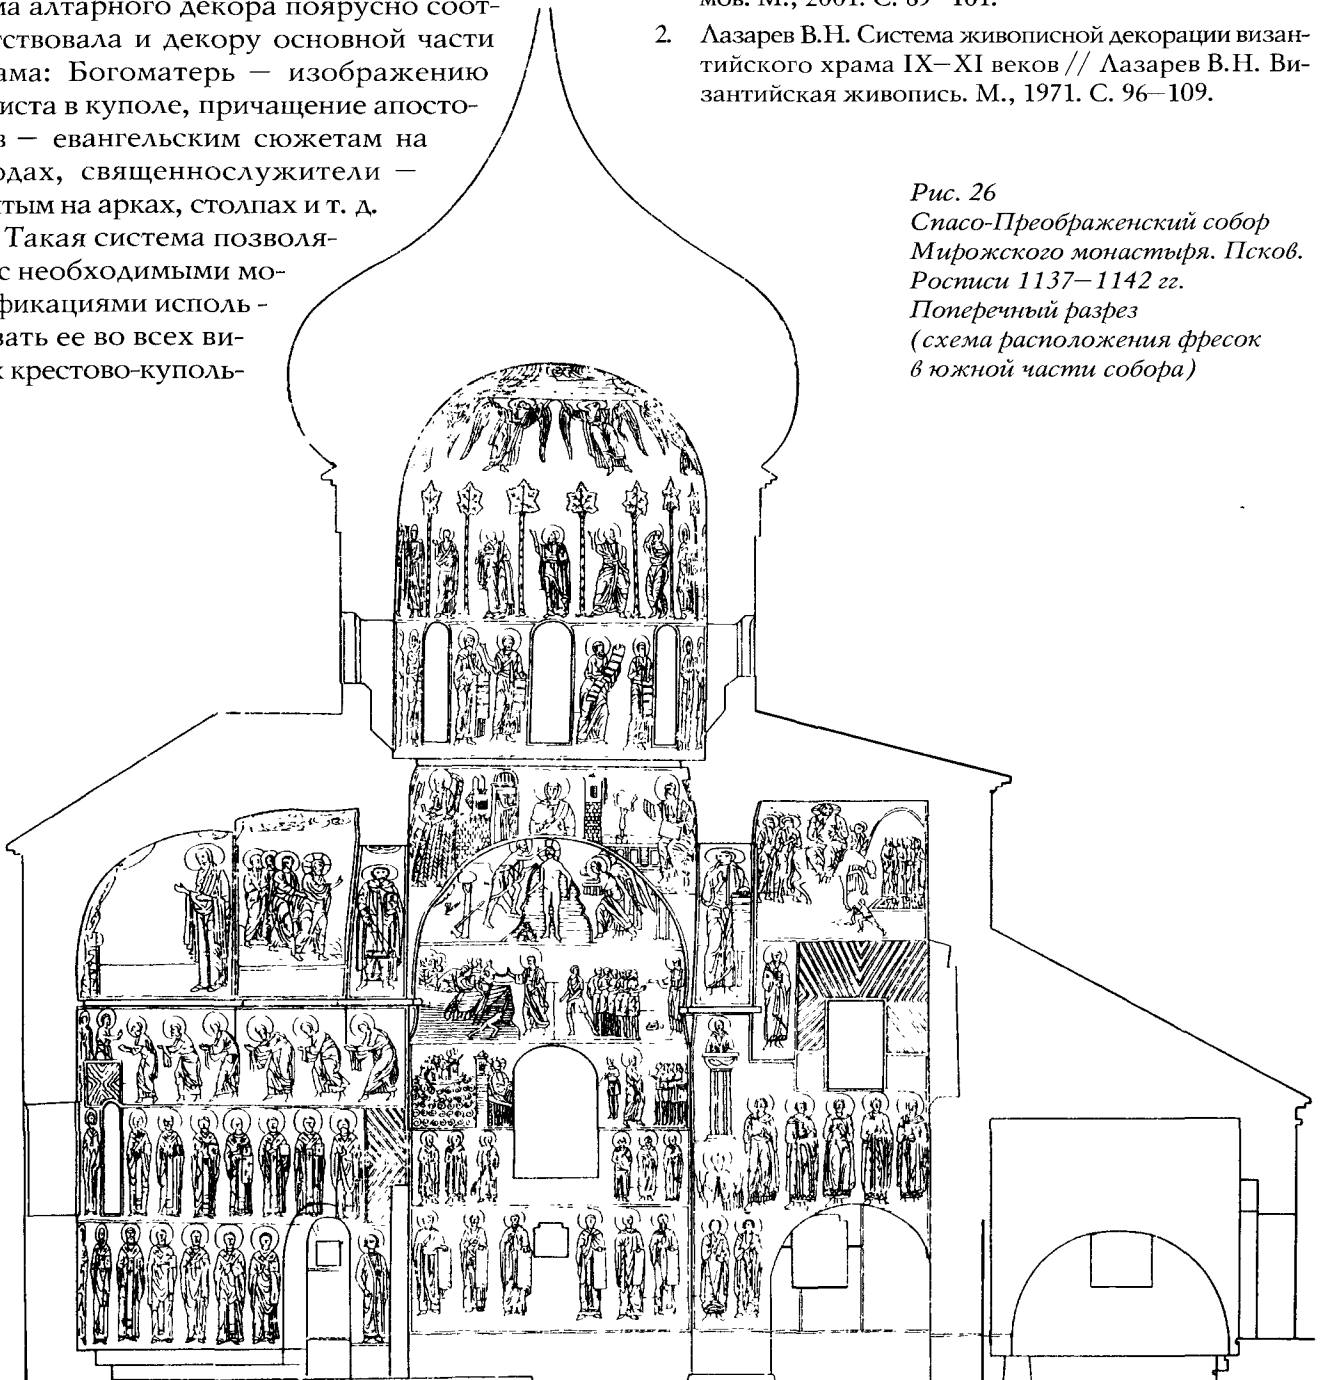 ма алтарного декора поярусно соот-
тствовала и декору основной части
ама: Богоматерь — изображению
иста в куполе, причащение апосто-
в — евангельским сюжетам на
одах, священнослужители —
тым на арках, столпах и т. д.
Такая система позволя-
с необходимыми мо-
фикациями исполь -
вать ее во всех ви-
х крестово-куполь-
мов. М., 2001. С. 89—101.
2. Лазарев В.Н. Система живописной декорации визан-
тийского храма IX—XI веков // Лазарев В.Н. Ви-
зантийская живопись. М., 1971. С. 96—109.
Рис. 26
Спасо-Преображенский собор
Мирожского монастыря. Псков.
Росписи 1137—1142 гг.
Поперечный разрез
(схема расположения фресок
в южной части собора)